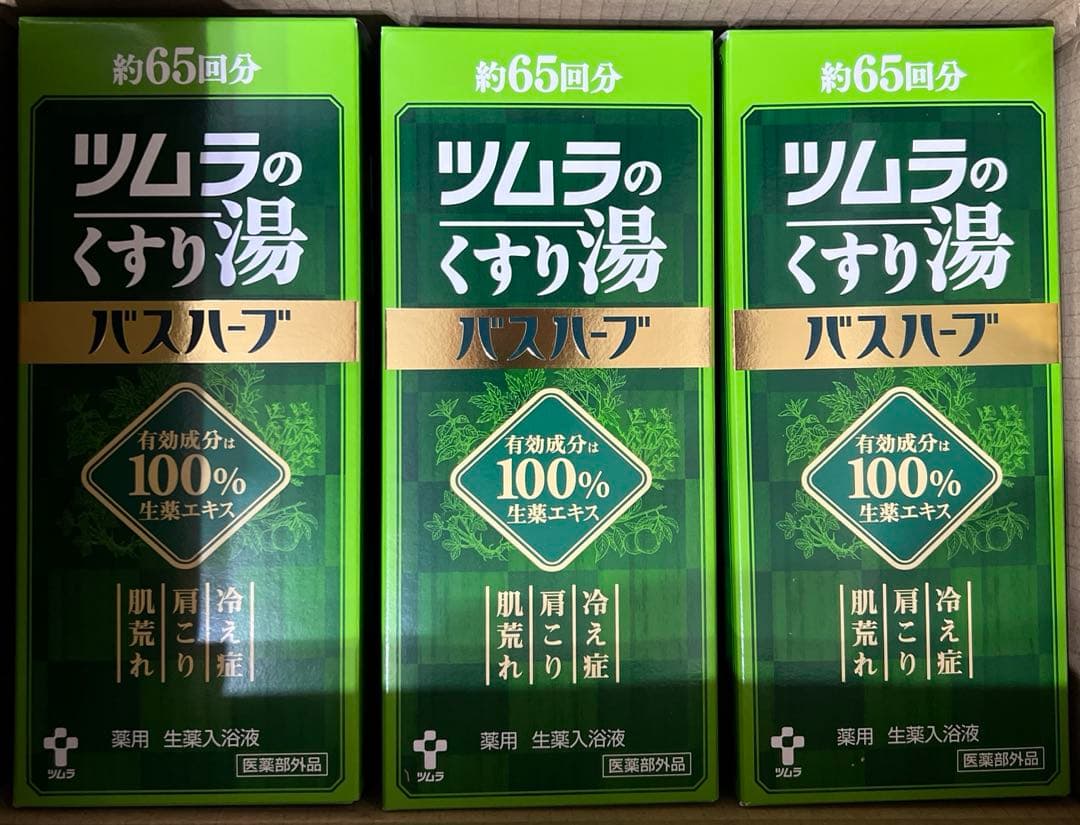 約65回分
ツムラの
くすり湯
バスハーブ
有効成分は
100%
生薬エキス
冷え症
肩こり
肌荒れ
薬用 生薬入浴液
ツムラ
医薬部外品
約65回分
ツムラの
くすり湯
バスハーブ
有効成分は
100%
生薬エキス
冷え症
肩こり
肌荒れ
薬用 生薬入浴液
ツムラ
医薬部外品
約65回分
ツムラの
くすり湯
バスハーブ
有効成分は
100%
生薬エキス
冷え症
肩こり
肌荒れ
薬用 生薬入浴液
ツムラ
医薬部外品